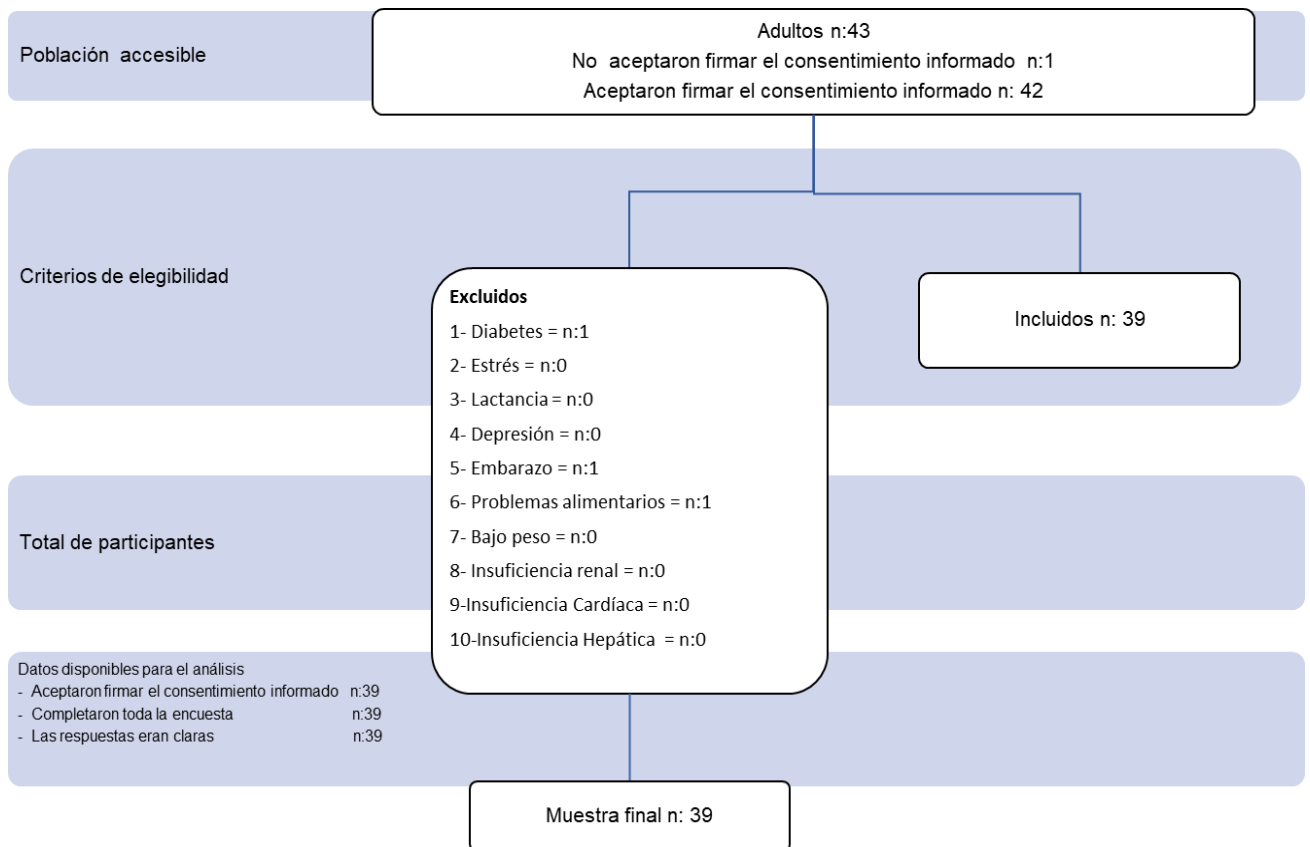 Población accesible
Adultos n:43
No aceptaron firmar el consentimiento informado n:1
Aceptaron firmar el consentimiento informado n: 42
Criterios de elegibilidad
Excluidos
1- Diabetes = n:1
2- Estrés = n:0
3- Lactancia = n:0
4- Depresión = n:0
5- Embarazo = n:1
6- Problemas alimentarios = n:1
7- Bajo peso = n:0
8- Insuficiencia renal = n:0
9-Insuficiencia Cardíaca = n:0
10-Insuficiencia Hepática = n:0
Incluidos n: 39
Total de participantes
Datos disponibles para el análisis
- Aceptaron firmar el consentimiento informado n:39
- Completaron toda la encuesta n:39
- Las respuestas eran claras n:39
Muestra final n: 39